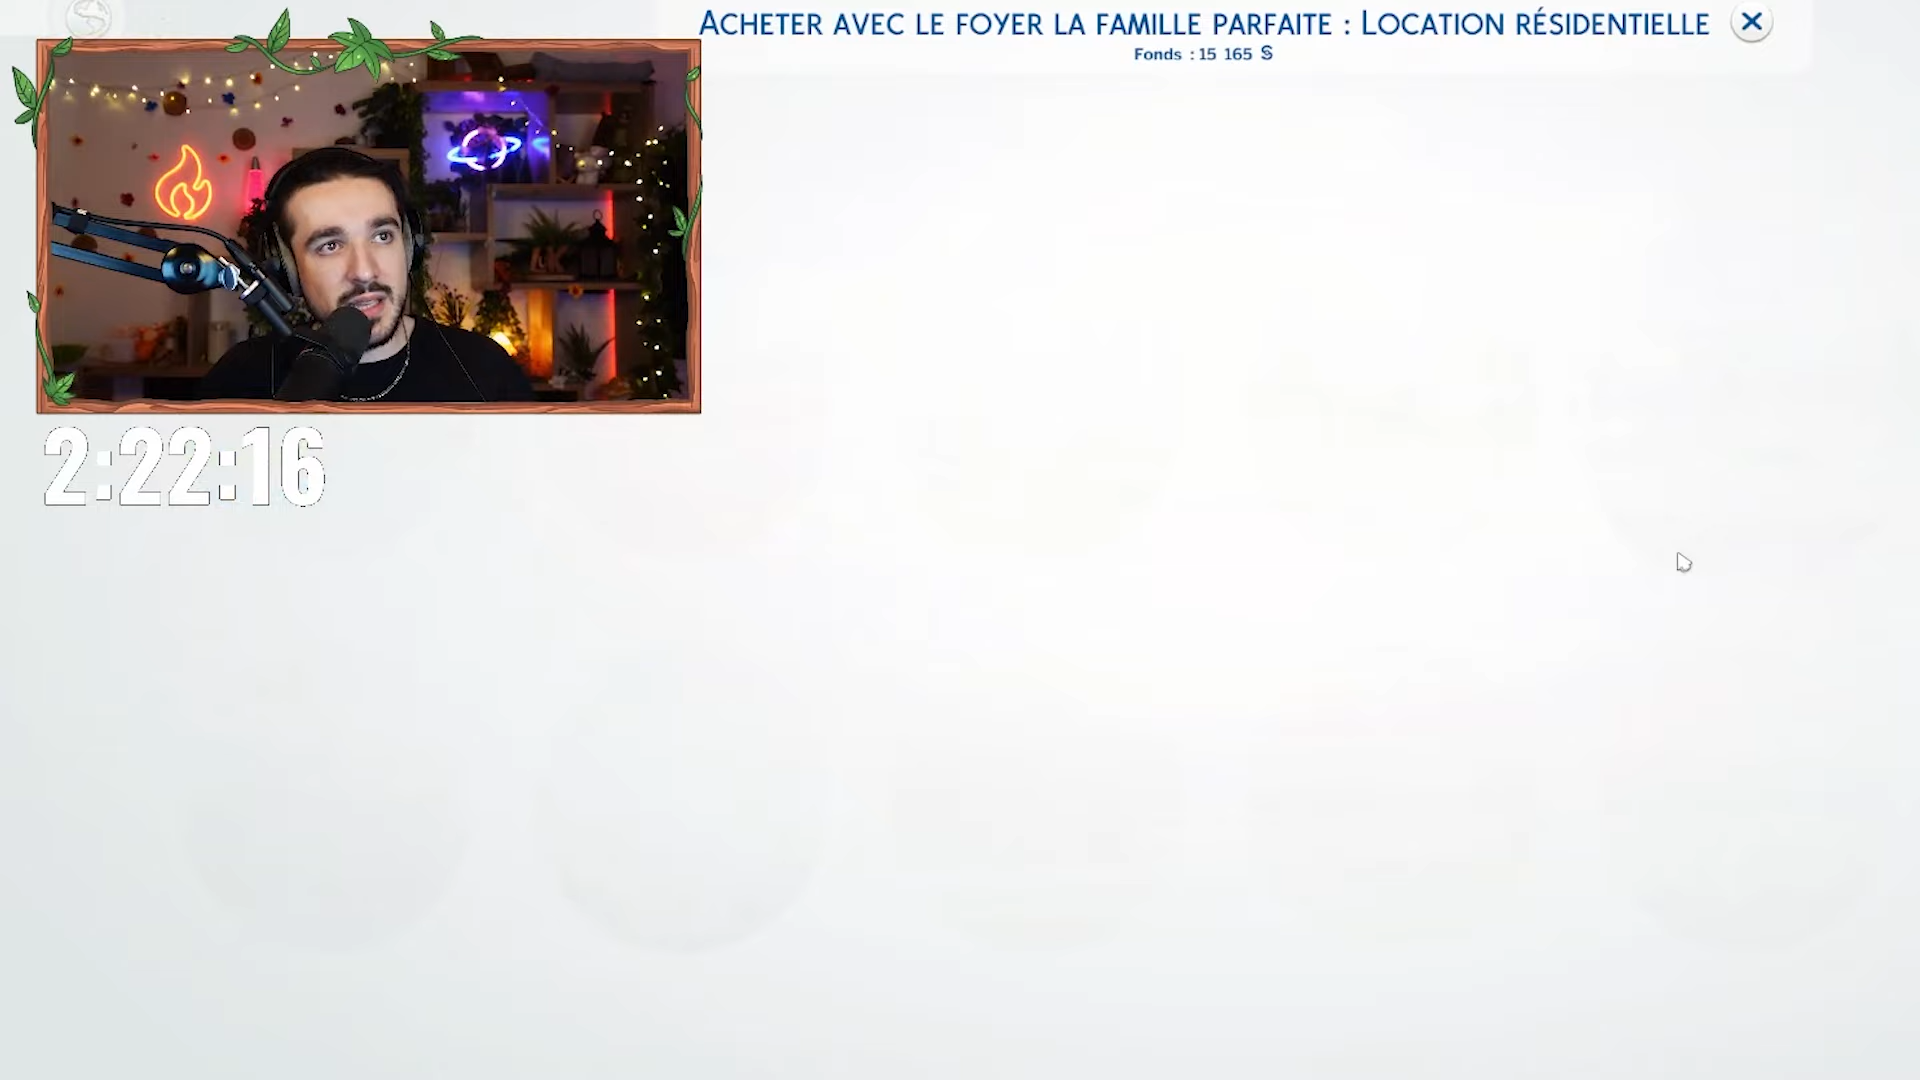 Acheter avec le foyer la famille parfaite : Location résidentielle
Fonds : 15 165 §
2:22:16